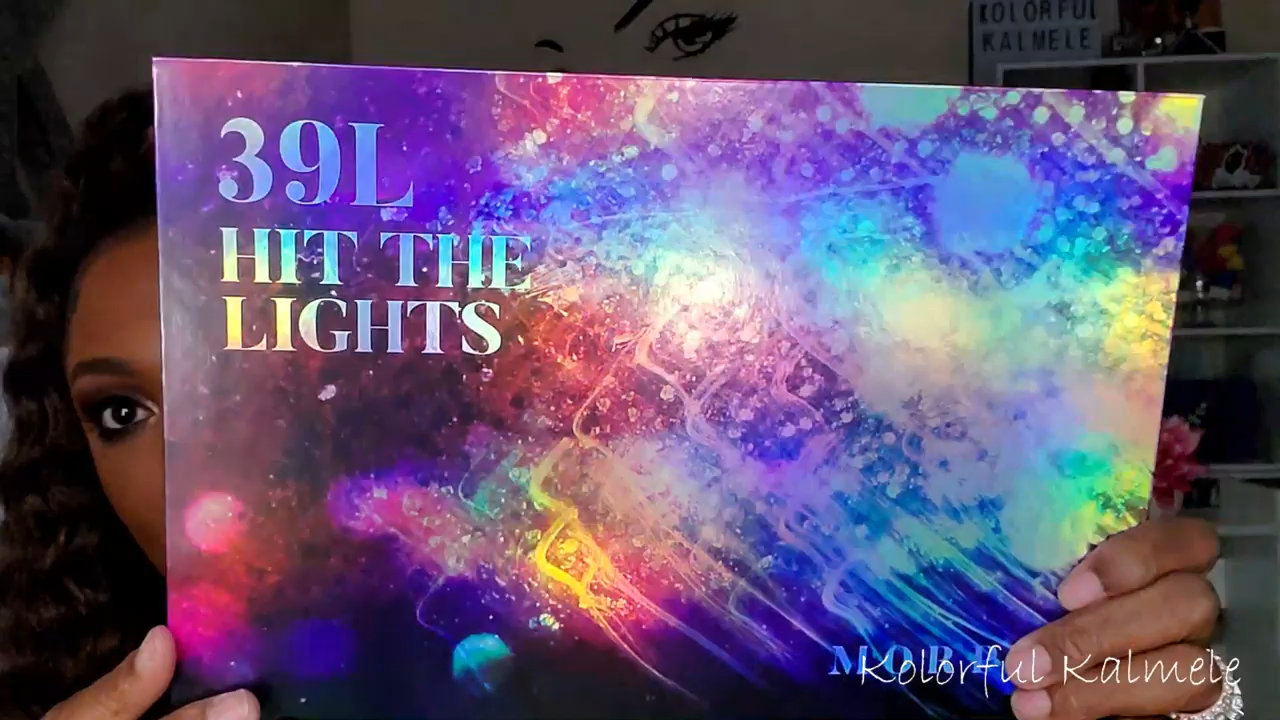 KOLORFUL
KALMELE
39L
HIT THE
LIGHTS
Kolorful Kalmele